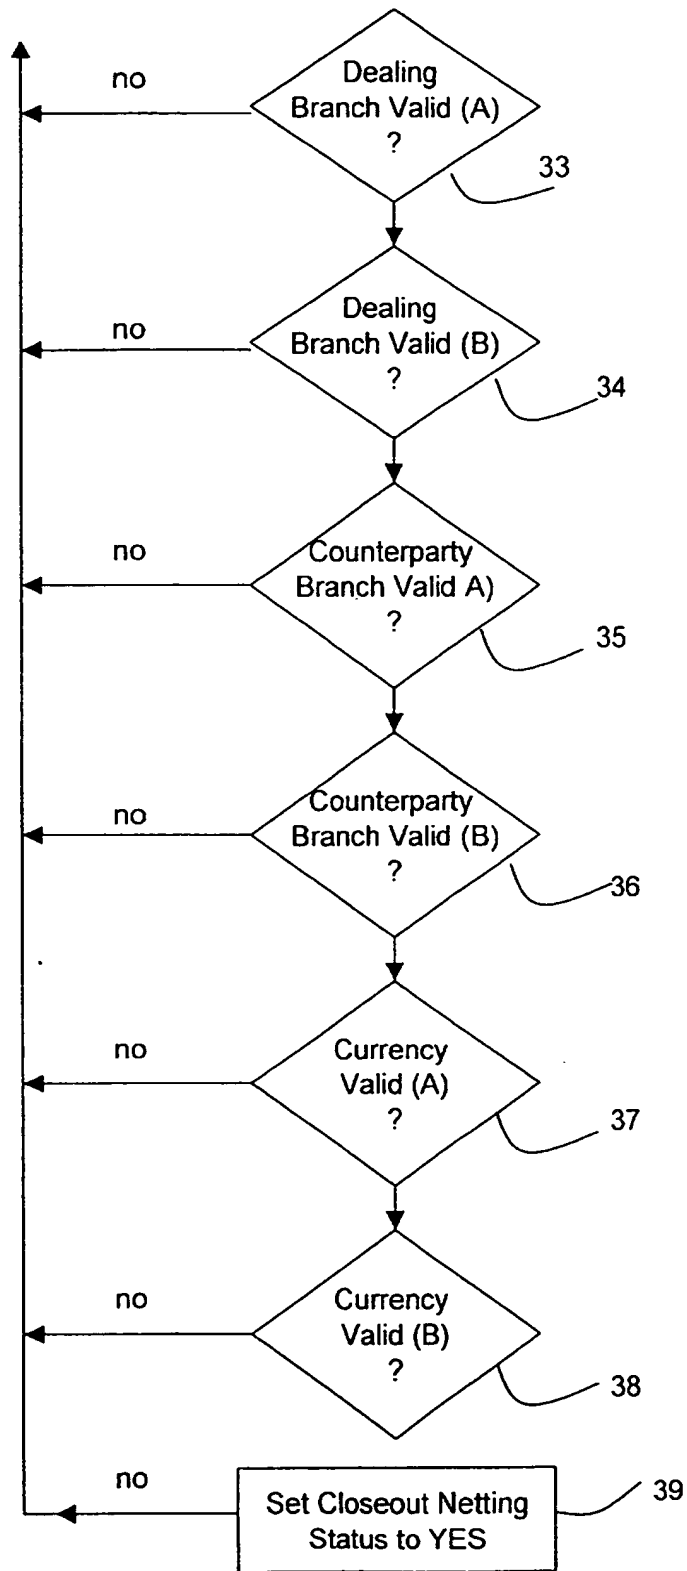 no
Dealing
Branch Valid (A)
?
33
no
Dealing
Branch Valid (B)
?
34
no
Counterparty
Branch Valid A)
?
35
no
Counterparty
Branch Valid (B)
?
36
no
Currency
Valid (A)
?
37
no
Currency
Valid (B)
?
38
no
Set Closeout Netting
Status to YES
39